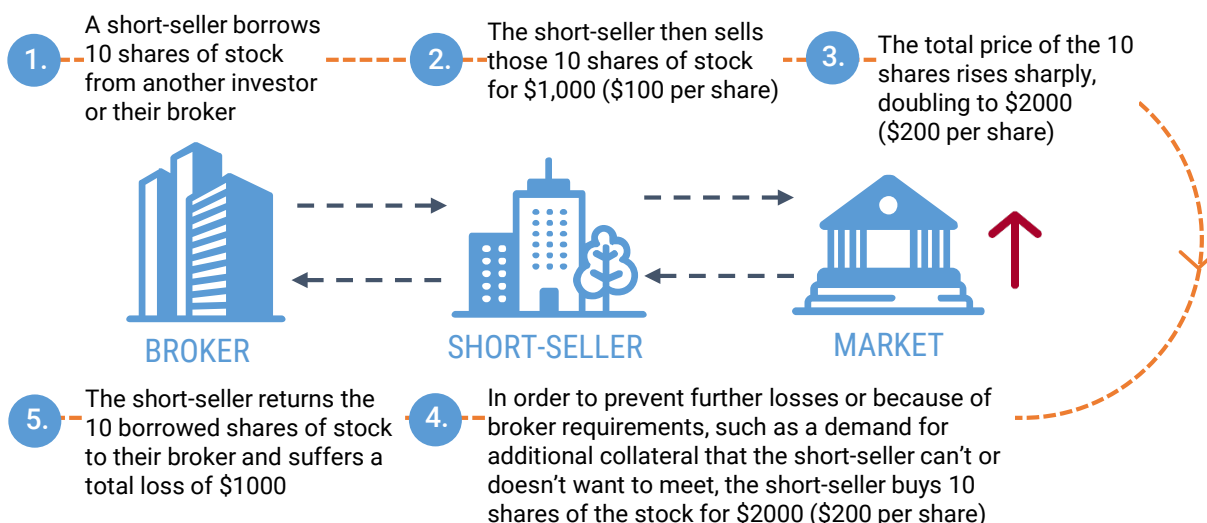 1.
A short-seller borrows
10 shares of stock
from another investor
or their broker
2.
The short-seller then sells
those 10 shares of stock
for $1,000 ($100 per share)
3.
The total price of the 10
shares rises sharply,
doubling to $2000
($200 per share)
BROKER
SHORT-SELLER
MARKET
5.
The short-seller returns the
10 borrowed shares of stock
to their broker and suffers a
total loss of $1000
4.
In order to prevent further losses or because of
broker requirements, such as a demand for
additional collateral that the short-seller can’t or
doesn’t want to meet, the short-seller buys 10
shares of the stock for $2000 ($200 per share)